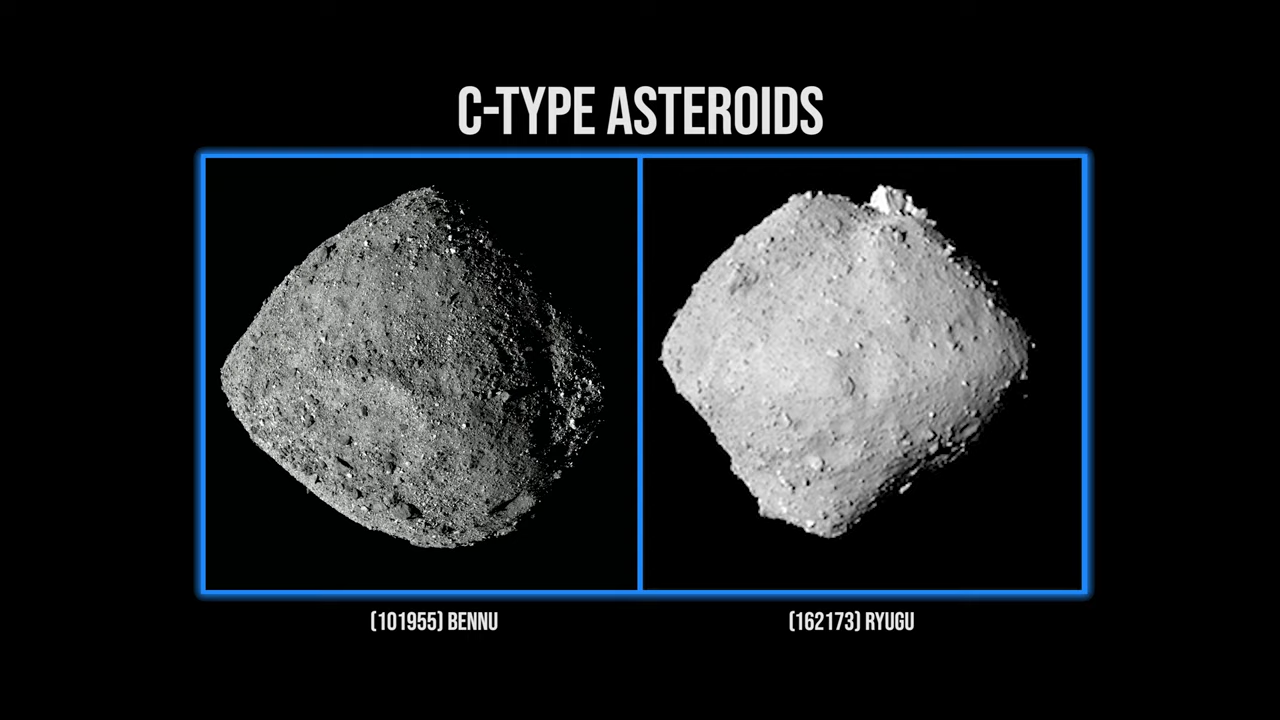 C-TYPE ASTEROIDS
(101955) BENNU
(162173) RYUGU